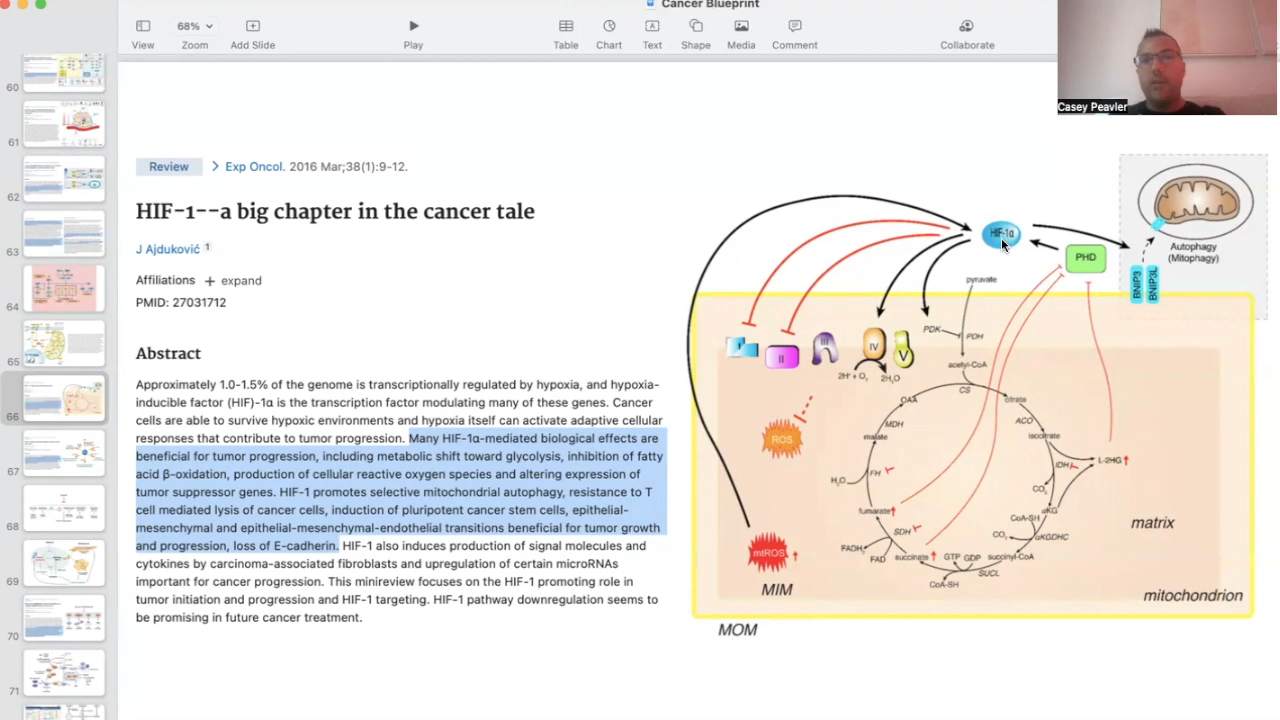 Cancer Blueprint
68%
View
Zoom
Add Slide
Play
Table
Chart
Text
Shape
Media
Comment
Collaborate
Casey Peavler
60
61
62
63
64
65
66
67
68
69
70
71
Review
Exp Oncol. 2016 Mar;38(1):9-12.
HIF-1--a big chapter in the cancer tale
J Ajduković 1
Affiliations + expand
PMID: 27031712
Abstract
Approximately 1.0-1.5% of the genome is transcriptionally regulated by hypoxia, and hypoxia-
inducible factor (HIF)-1α is the transcription factor modulating many of these genes. Cancer
cells are able to survive hypoxic environments and hypoxia itself can activate adaptive cellular
responses that contribute to tumor progression. Many HIF-1α-mediated biological effects are
beneficial for tumor progression, including metabolic shift toward glycolysis, inhibition of fatty
acid β-oxidation, production of cellular reactive oxygen species and altering expression of
tumor suppressor genes. HIF-1 promotes selective mitochondrial autophagy, resistance to T
cell mediated lysis of cancer cells, induction of pluripotent cancer stem cells, epithelial-
mesenchymal and epithelial-mesenchymal-endothelial transitions beneficial for tumor growth
and progression, loss of E-cadherin. HIF-1 also induces production of signal molecules and
cytokines by carcinoma-associated fibroblasts and upregulation of certain microRNAs
important for cancer progression. This minireview focuses on the HIF-1 promoting role in
tumor initiation and progression and HIF-1 targeting. HIF-1 pathway downregulation seems to
be promising in future cancer treatment.
HIF-1α
PHD
Autophagy
(Mitophagy)
BNIP3
BNIP3L
pyruvate
I
II
III
IV
V
PDK
PDH
2H⁺ + O₂
2H₂O
acetyl-CoA
CS
OAA
citrate
MDH
ACO
malate
isocitrate
ROS
FH
H₂O
IDH
L-2HG
CO₂
fumarate
αKG
CoA-SH
SDH
CO₂
αKGDHC
FADH₂
FAD
succinate
GTP
GDP
succinyl-CoA
SUCL
CoA-SH
mtROS
MIM
MOM
matrix
mitochondrion